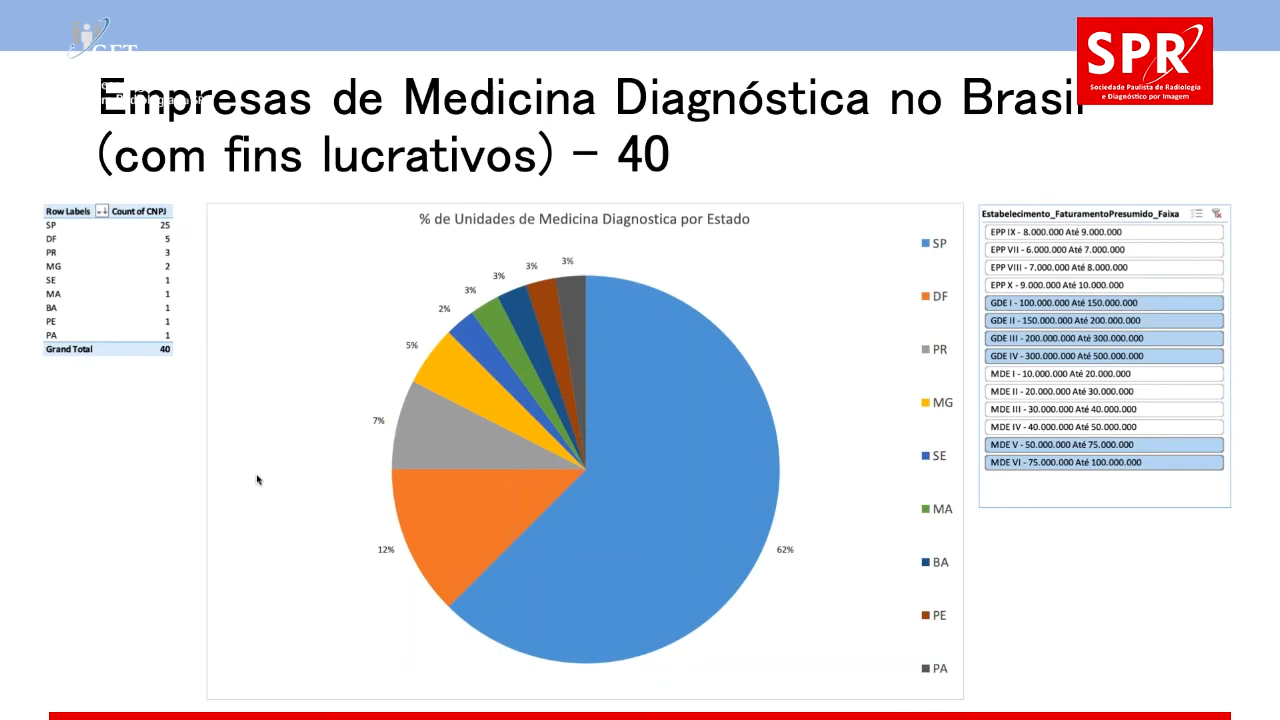 GET
SPR
Sociedade Paulista de Radiologia
e Diagnóstico por Imagem
Empresas de Medicina Diagnóstica no Brasil
(com fins lucrativos) – 40
Row Labels Count of CNPJ
SP 25
DF 5
PR 3
MG 2
SE 1
MA 1
BA 1
PE 1
PA 1
Grand Total 40
% de Unidades de Medicina Diagnostica por Estado
3%
3%
3%
3%
2%
5%
7%
12%
62%
SP
DF
PR
MG
SE
MA
BA
PE
PA
Estabelecimento_FaturamentoPresumido_Faixa
EPP IX - 8.000.000 Até 9.000.000
EPP VII - 6.000.000 Até 7.000.000
EPP VIII - 7.000.000 Até 8.000.000
EPP X - 9.000.000 Até 10.000.000
GDE I - 100.000.000 Até 150.000.000
GDE II - 150.000.000 Até 200.000.000
GDE III - 200.000.000 Até 300.000.000
GDE IV - 300.000.000 Até 500.000.000
MDE I - 10.000.000 Até 20.000.000
MDE II - 20.000.000 Até 30.000.000
MDE III - 30.000.000 Até 40.000.000
MDE IV - 40.000.000 Até 50.000.000
MDE V - 50.000.000 Até 75.000.000
MDE VI - 75.000.000 Até 100.000.000